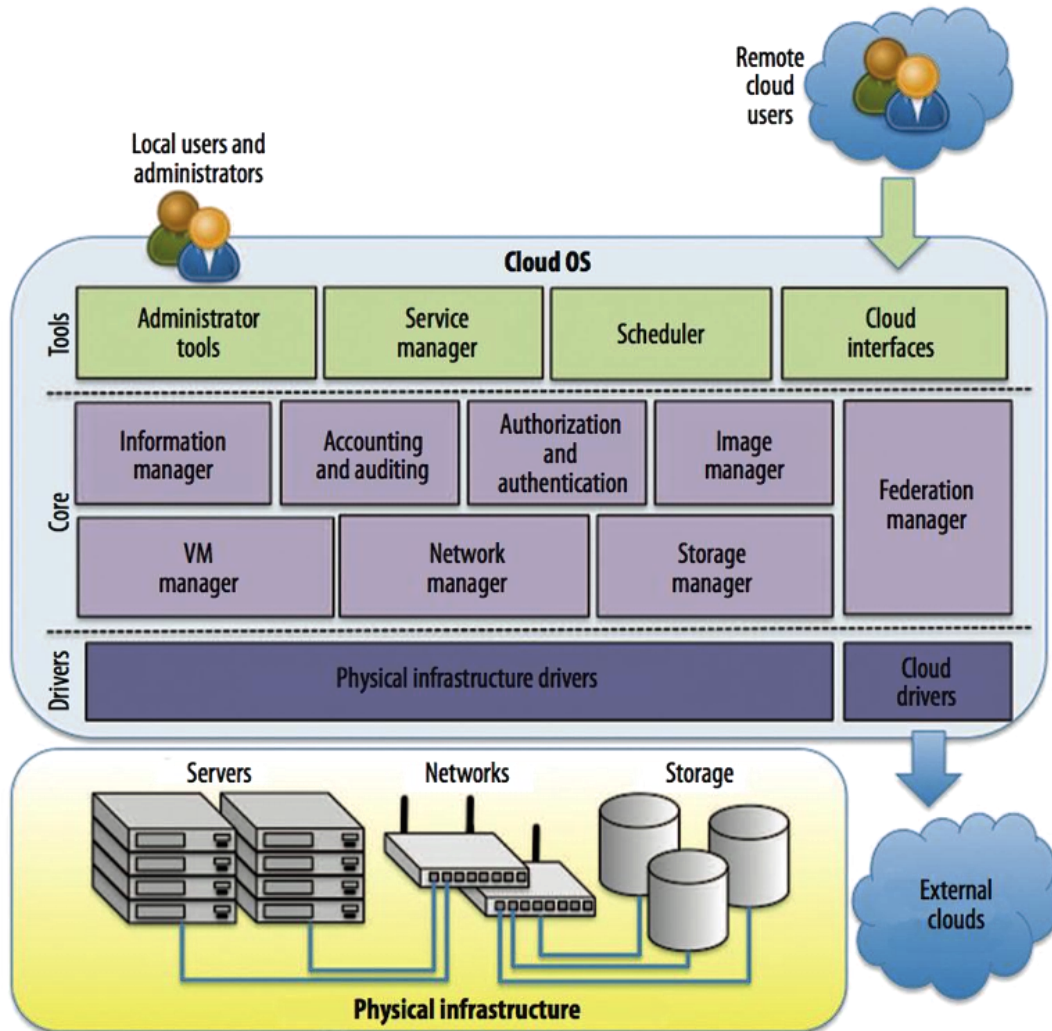 Remote
cloud
users
Local users and
administrators
Cloud OS
Tools
Administrator
tools
Service
manager
Scheduler
Cloud
interfaces
Core
Information
manager
Accounting
and auditing
Authorization
and
authentication
Image
manager
Federation
manager
VM
manager
Network
manager
Storage
manager
Drivers
Physical infrastructure drivers
Cloud
drivers
Servers
Networks
Storage
External
clouds
Physical infrastructure